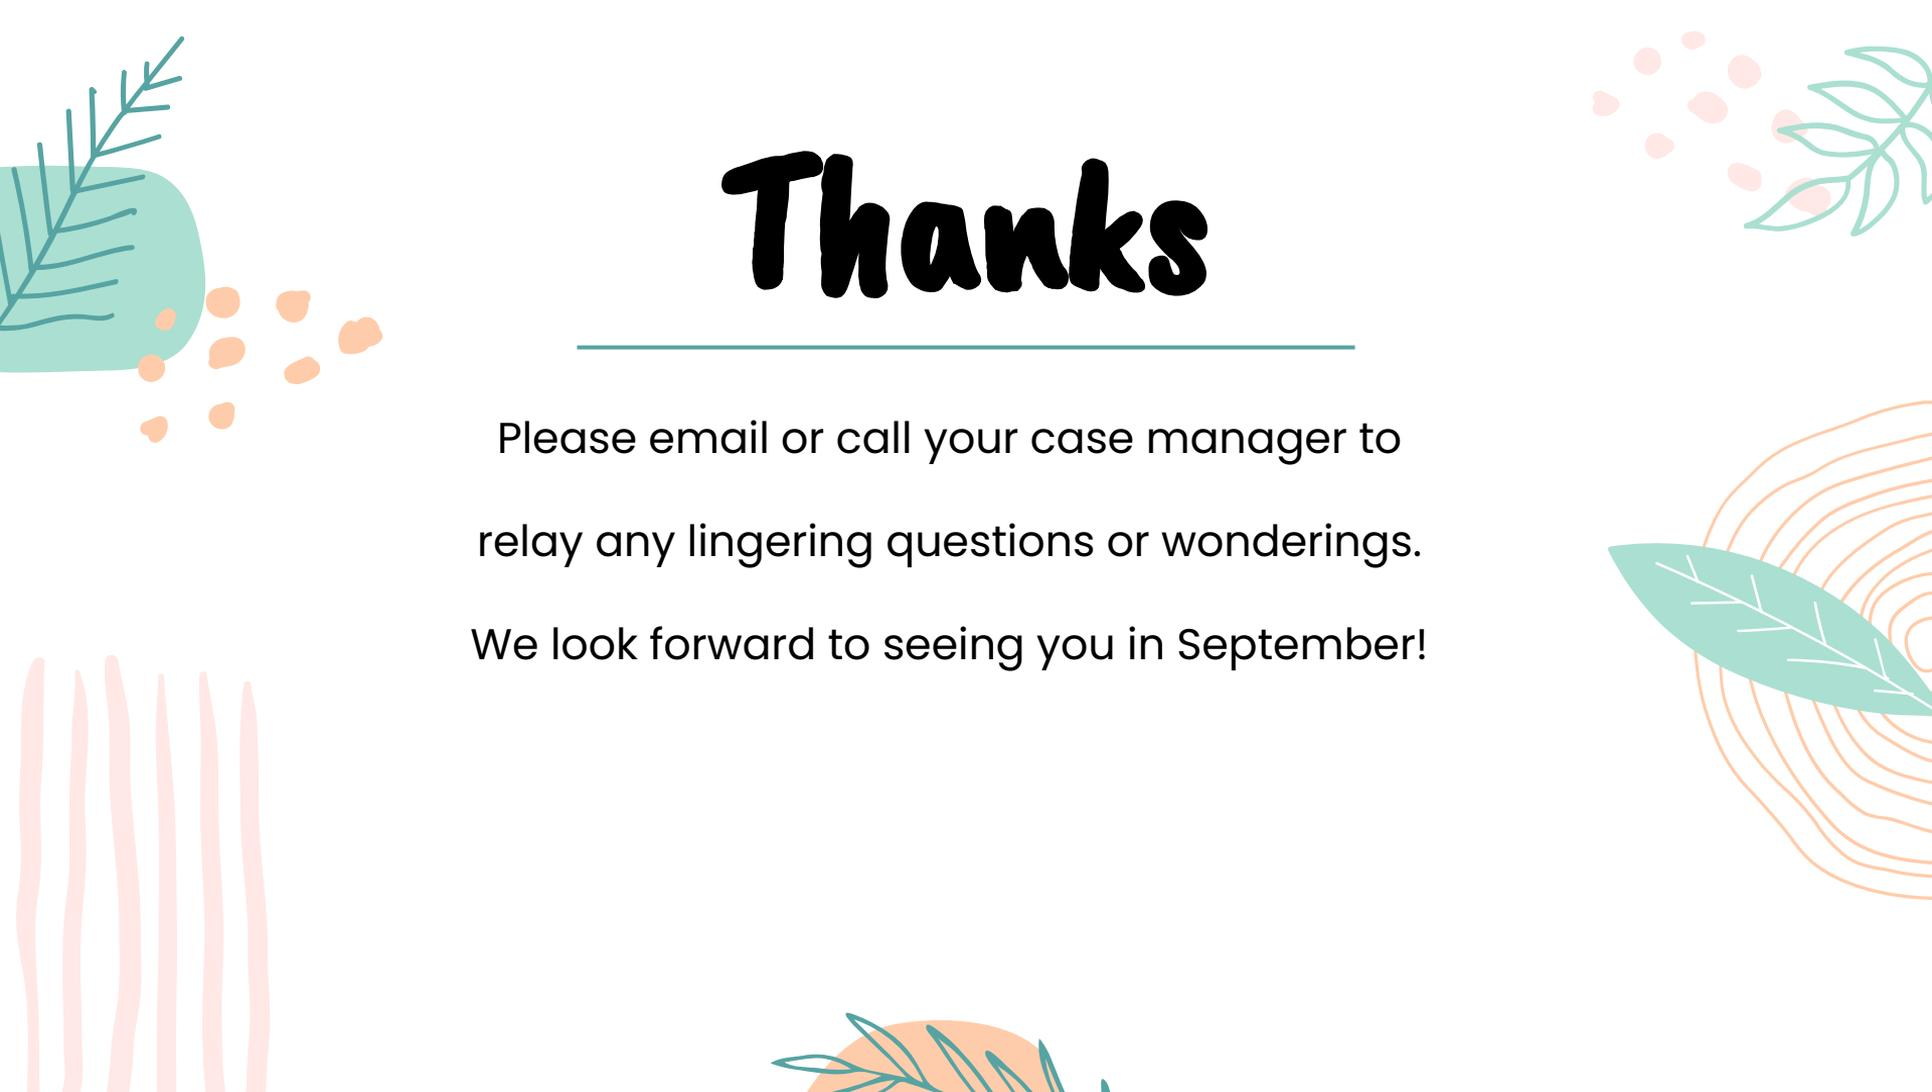 Thanks
Please email or call your case manager to
relay any lingering questions or wonderings.
We look forward to seeing you in September!